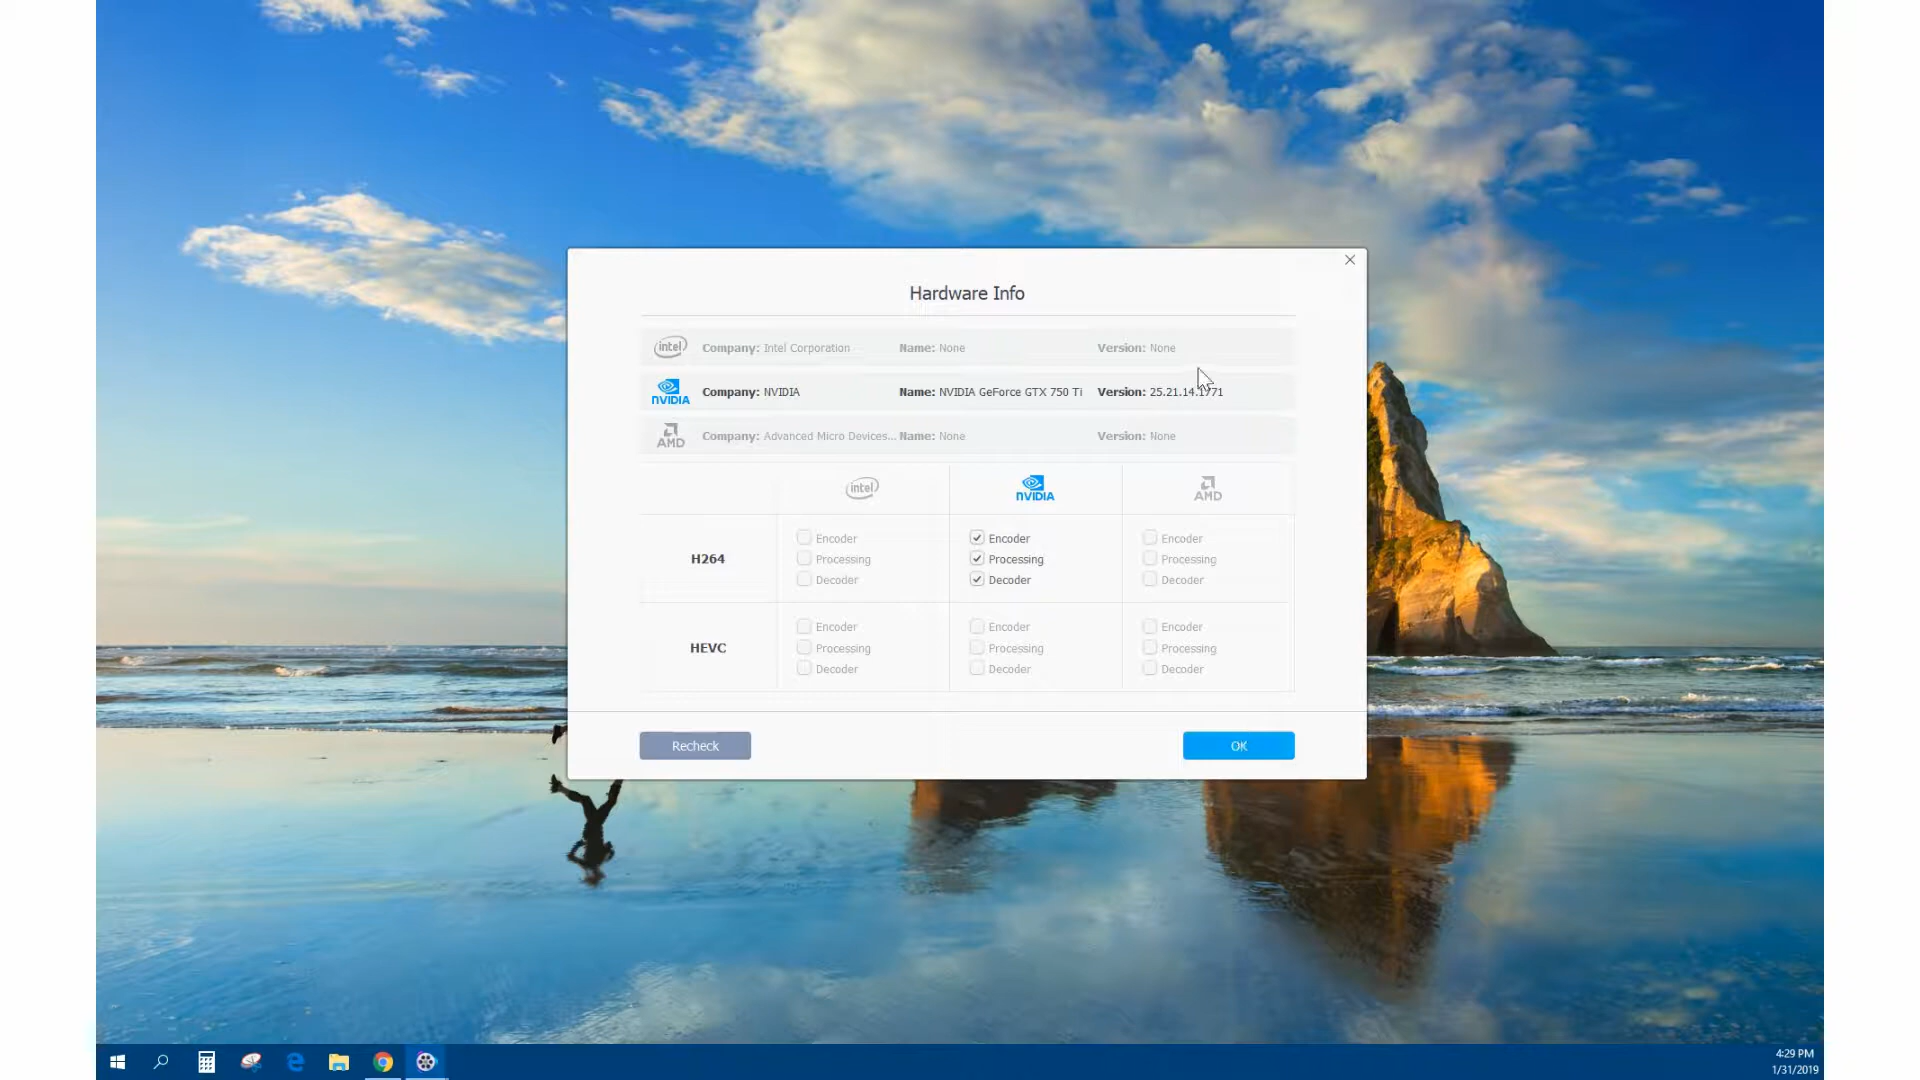 Hardware Info
intel Company: Intel Corporation Name: None Version: None
NVIDIA Company: NVIDIA Name: NVIDIA GeForce GTX 750 Ti Version: 25.21.14.1771
AMD Company: Advanced Micro Devices... Name: None Version: None
intel NVIDIA AMD
H264
Encoder
Processing
Decoder
Encoder
Processing
Decoder
Encoder
Processing
Decoder
HEVC
Encoder
Processing
Decoder
Encoder
Processing
Decoder
Encoder
Processing
Decoder
Recheck OK
4:29 PM
1/31/2019